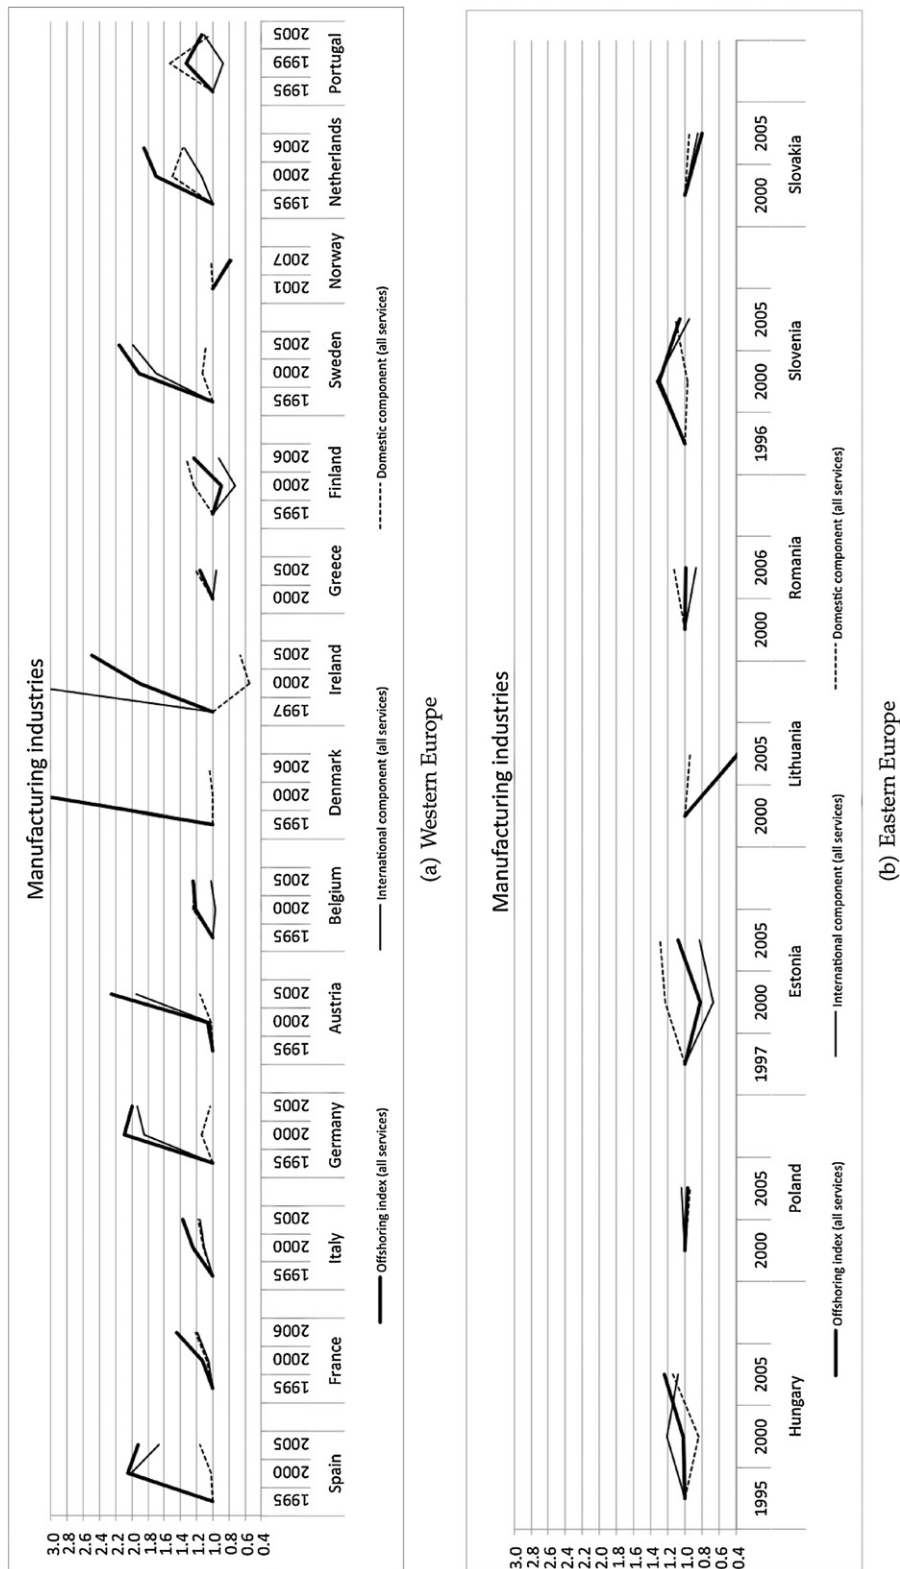 Manufacturing industries
3.0
2.8
2.6
2.4
2.2
2.0
1.8
1.6
1.4
1.2
1.0
0.8
0.6
0.4
1995 2000 2005 1995 2000 2006 1995 2000 2005 1995 2000 2005 1995 2000 2005 1995 2000 2005 1995 2000 2006 1997 2000 2005 2000 2005 1995 2000 2006 1995 2000 2005 2001 2007 1995 2000 2006 1995 1999 2005
Spain France Italy Germany Austria Belgium Denmark Ireland Greece Finland Sweden Norway Netherlands Portugal
Offshoring index (all services) International component (all services) Domestic component (all services)
(a) Western Europe
Manufacturing industries
3.0
2.8
2.6
2.4
2.2
2.0
1.8
1.6
1.4
1.2
1.0
0.8
0.6
0.4
1995 2000 2005 2000 2005 1997 2000 2005 2000 2005 2000 2006 1996 2000 2005 2000 2005
Hungary Poland Estonia Lithuania Romania Slovenia Slovakia
Offshoring index (all services) International component (all services) Domestic component (all services)
(b) Eastern Europe